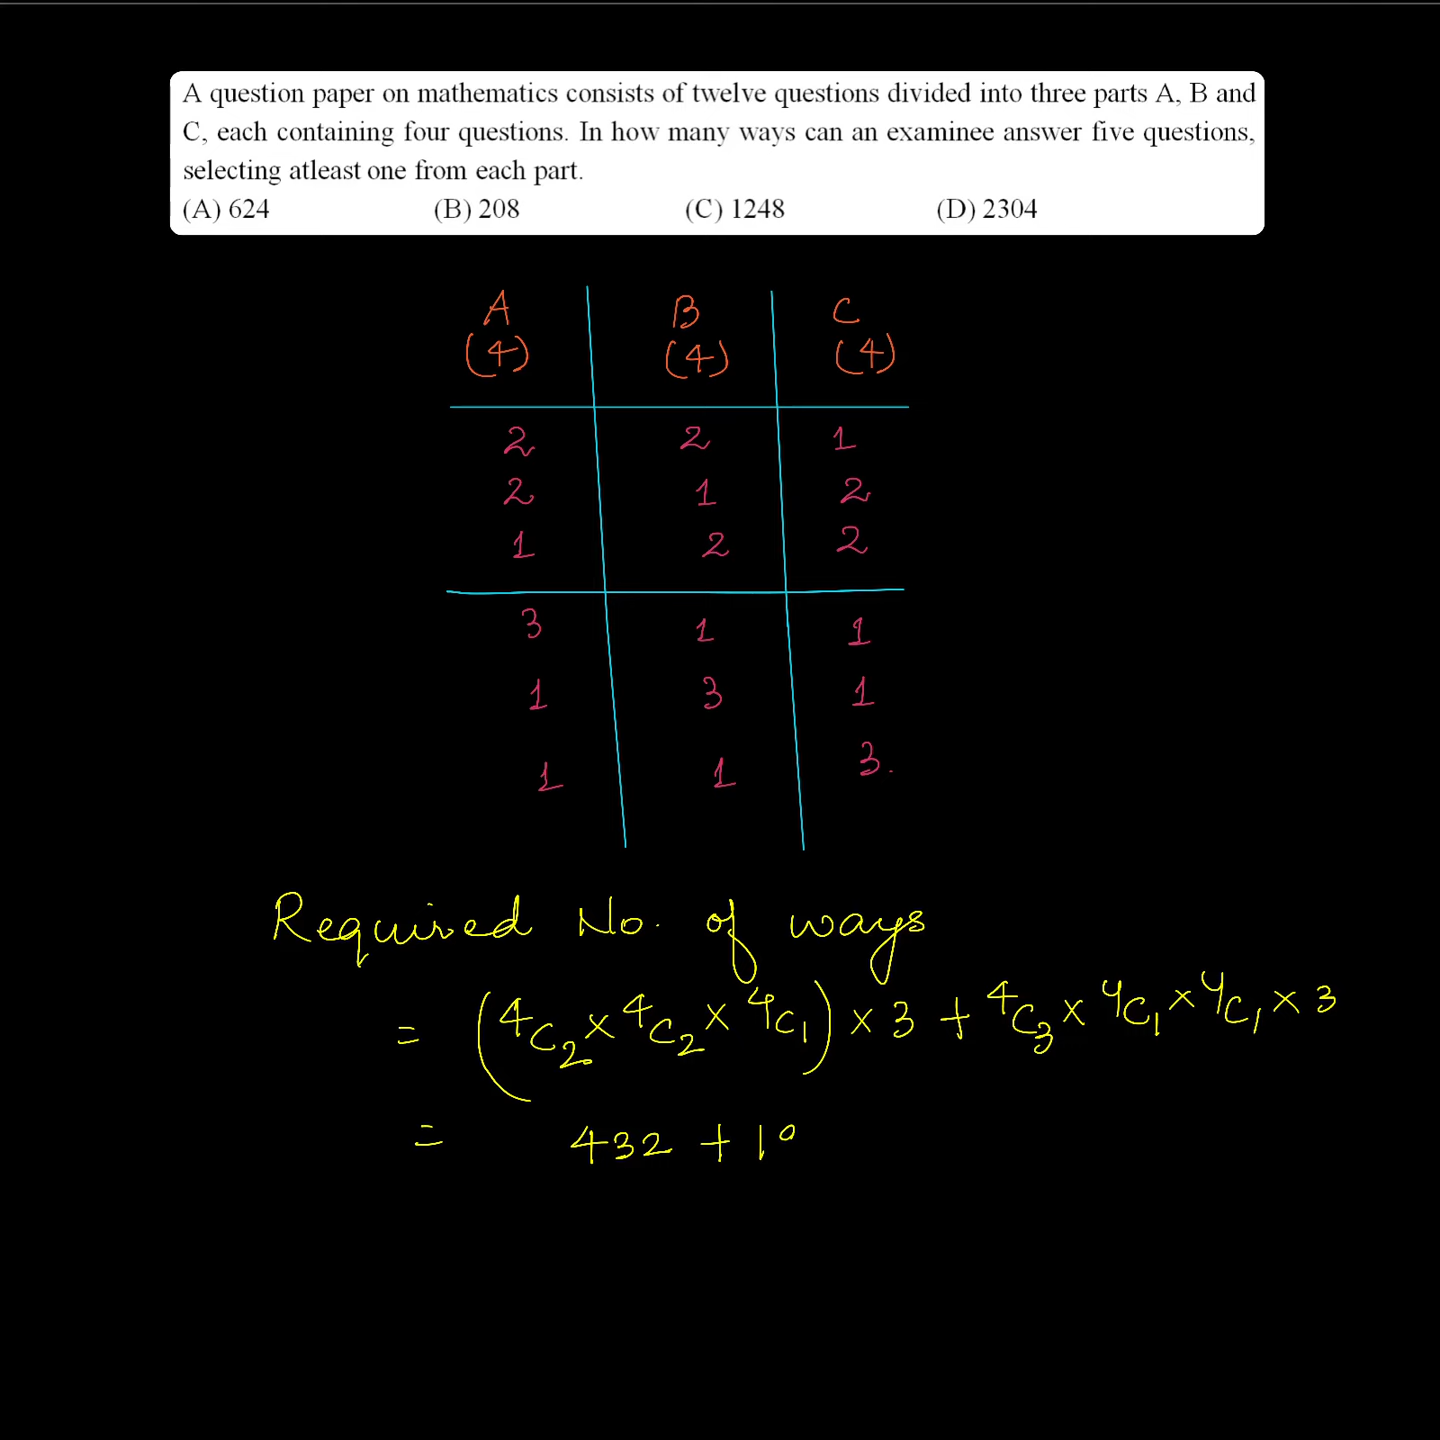 A question paper on mathematics consists of twelve questions divided into three parts A, B and
C, each containing four questions. In how many ways can an examinee answer five questions,
selecting atleast one from each part.
(A) 624 (B) 208 (C) 1248 (D) 2304
A B C
(4) (4) (4)
2 2 1
2 1 2
1 2 2
3 1 1
1 3 1
1 1 3.
Required No. of ways
= (⁴C₂ × ⁴C₂ × ⁴C₁) × 3 + ⁴C₃ × ⁴C₁ × ⁴C₁ × 3
= 432 + 1